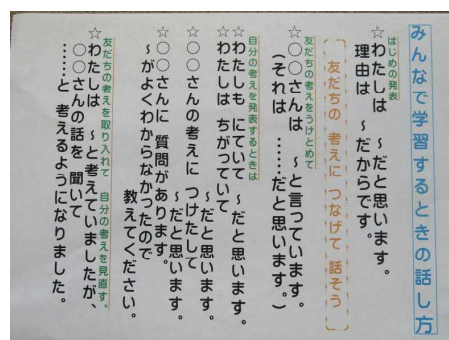 みんなで学習するときの話し方
はじめの発表
☆わたしは ~だと思います。
理由は ~だからです。
友だちの 考えに つなげて 話そう
友だちの考えをうけとめて
☆○○さんは ~と言っています。
(それは ……だと思います。)
自分の考えを発表するときは
☆わたしも にていて ~だと思います。
☆わたしは ちがっていて
~だと思います。
☆○○さんの考えに つけたして
~だと思います。
☆○○さんに 質問があります。
~がよくわからなかったので
教えてください。
友だちの考えを取り入れて 自分の考えを見直す。
☆わたしは ~と考えていましたが、
○○さんの話を 聞いて
……と 考えるようになりました。